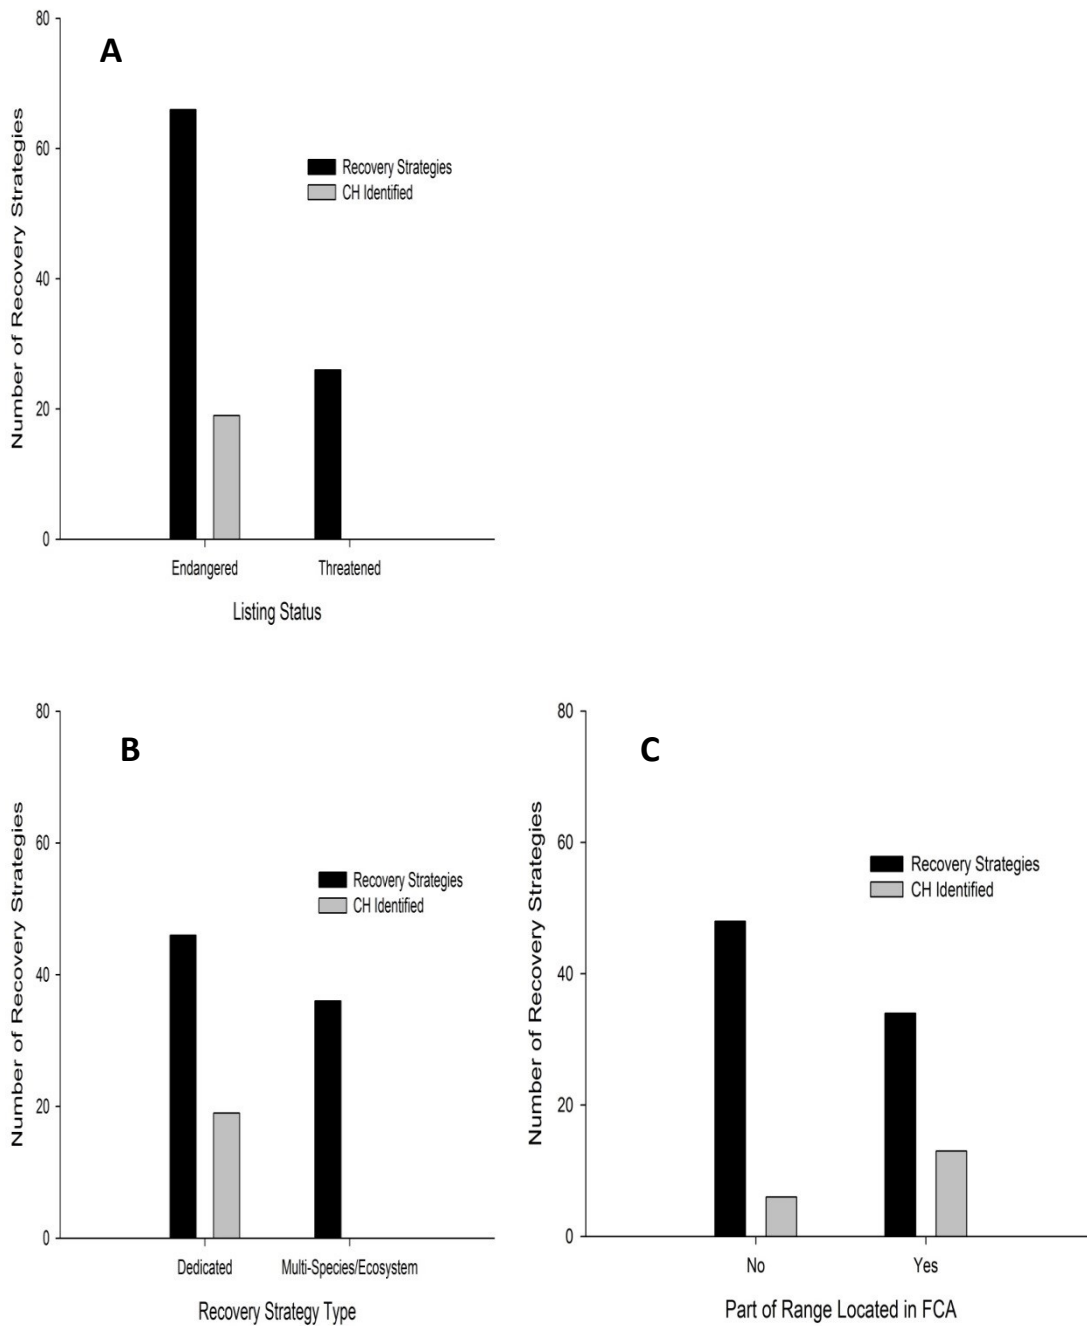 A
80
60
40
20
0
Number of Recovery Strategies
Recovery Strategies
CH Identified
Endangered
Threatened
Listing Status
B
80
60
40
20
0
Number of Recovery Strategies
Recovery Strategies
CH Identified
Dedicated
Multi-Species/Ecosystem
Recovery Strategy Type
C
80
60
40
20
0
Number of Recovery Strategies
Recovery Strategies
CH Identified
No
Yes
Part of Range Located in FCA